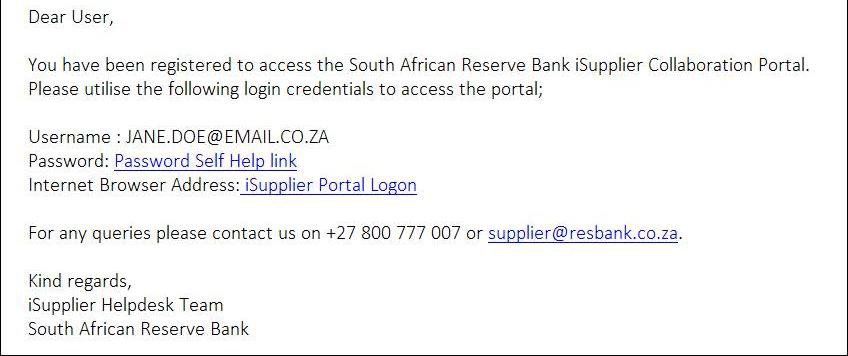 Dear User,
You have been registered to access the South African Reserve Bank iSupplier Collaboration Portal.
Please utilise the following login credentials to access the portal;
Username : JANE.DOE@EMAIL.CO.ZA
Password: Password Self Help link
Internet Browser Address: iSupplier Portal Logon
For any queries please contact us on +27 800 777 007 or supplier@resbank.co.za.
Kind regards,
iSupplier Helpdesk Team
South African Reserve Bank